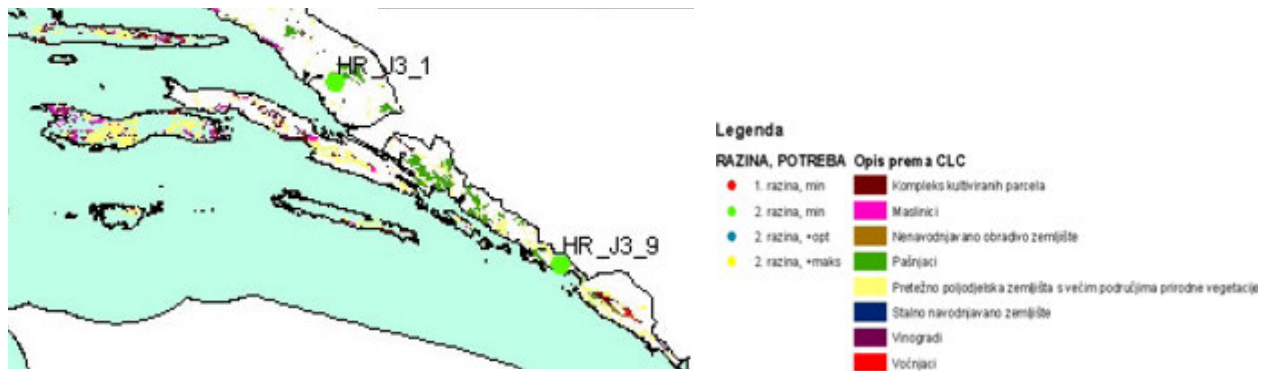 HR_J3_1
HR_J3_9
Legenda
RAZINA, POTREBA
1. razina, min
2. razina, min
2. razina, +opt
2. razina, +maks
Opis prema CLC
Kompleks kultiviranih parcela
Maslinici
Nenavodnjavano obradivo zemljište
Pašnjaci
Pretežno poljodjelska zemljišta s većim područjima prirodne vegetacije
Stalno navodnjavano zemljište
Vinogradi
Voćnjaci